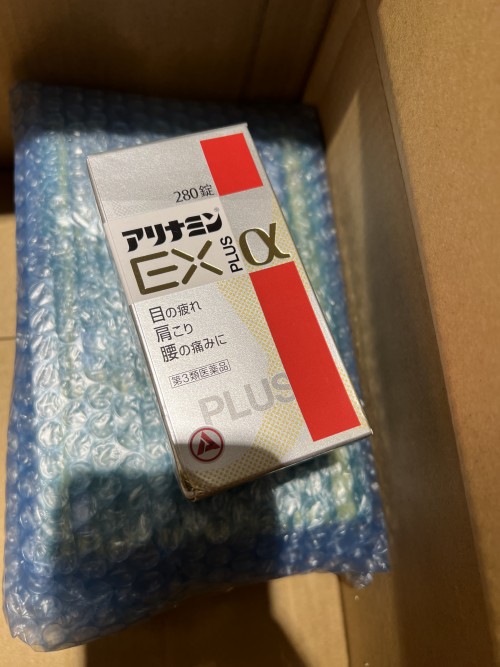 280錠
アリナミン®
EX PLUS α
目の疲れ
肩こり
腰の痛みに
第3類医薬品
PLUS